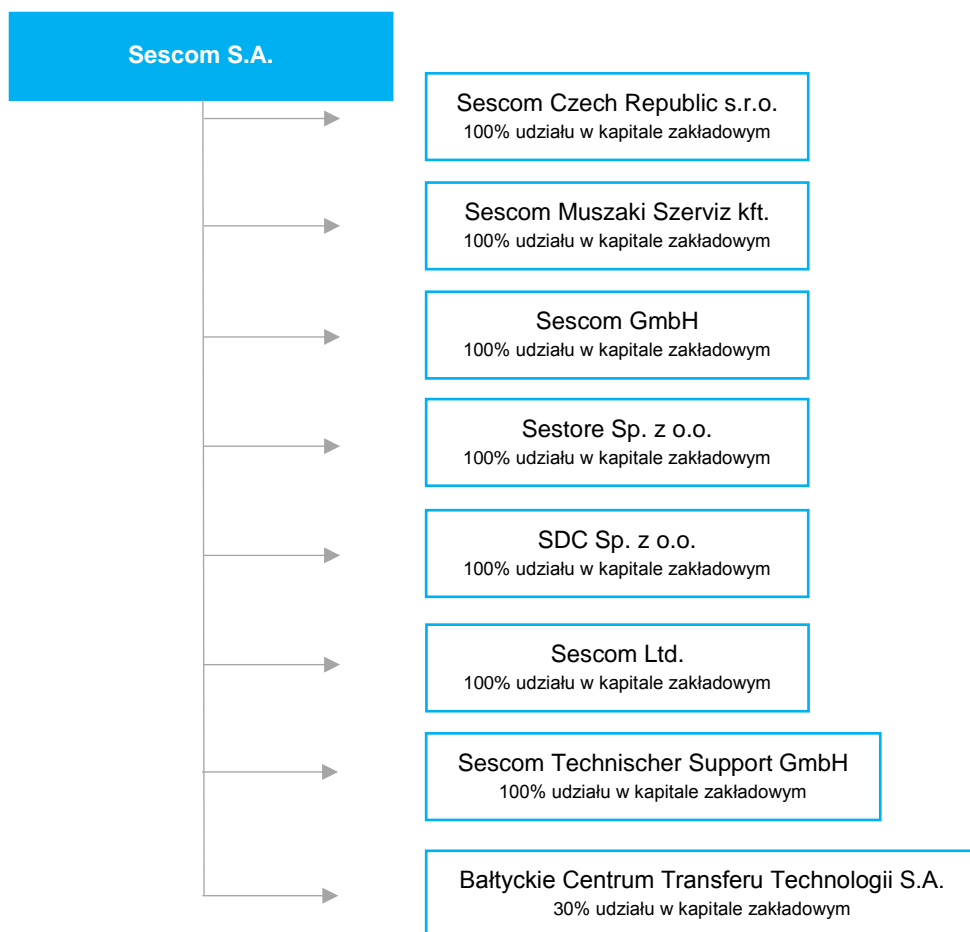 Sescom S.A.
Sescom Czech Republic s.r.o.
100% udziału w kapitale zakładowym
Sescom Muszaki Szerviz kft.
100% udziału w kapitale zakładowym
Sescom GmbH
100% udziału w kapitale zakładowym
Sestore Sp. z o.o.
100% udziału w kapitale zakładowym
SDC Sp. z o.o.
100% udziału w kapitale zakładowym
Sescom Ltd.
100% udziału w kapitale zakładowym
Sescom Technischer Support GmbH
100% udziału w kapitale zakładowym
Bałtyckie Centrum Transferu Technologii S.A.
30% udziału w kapitale zakładowym